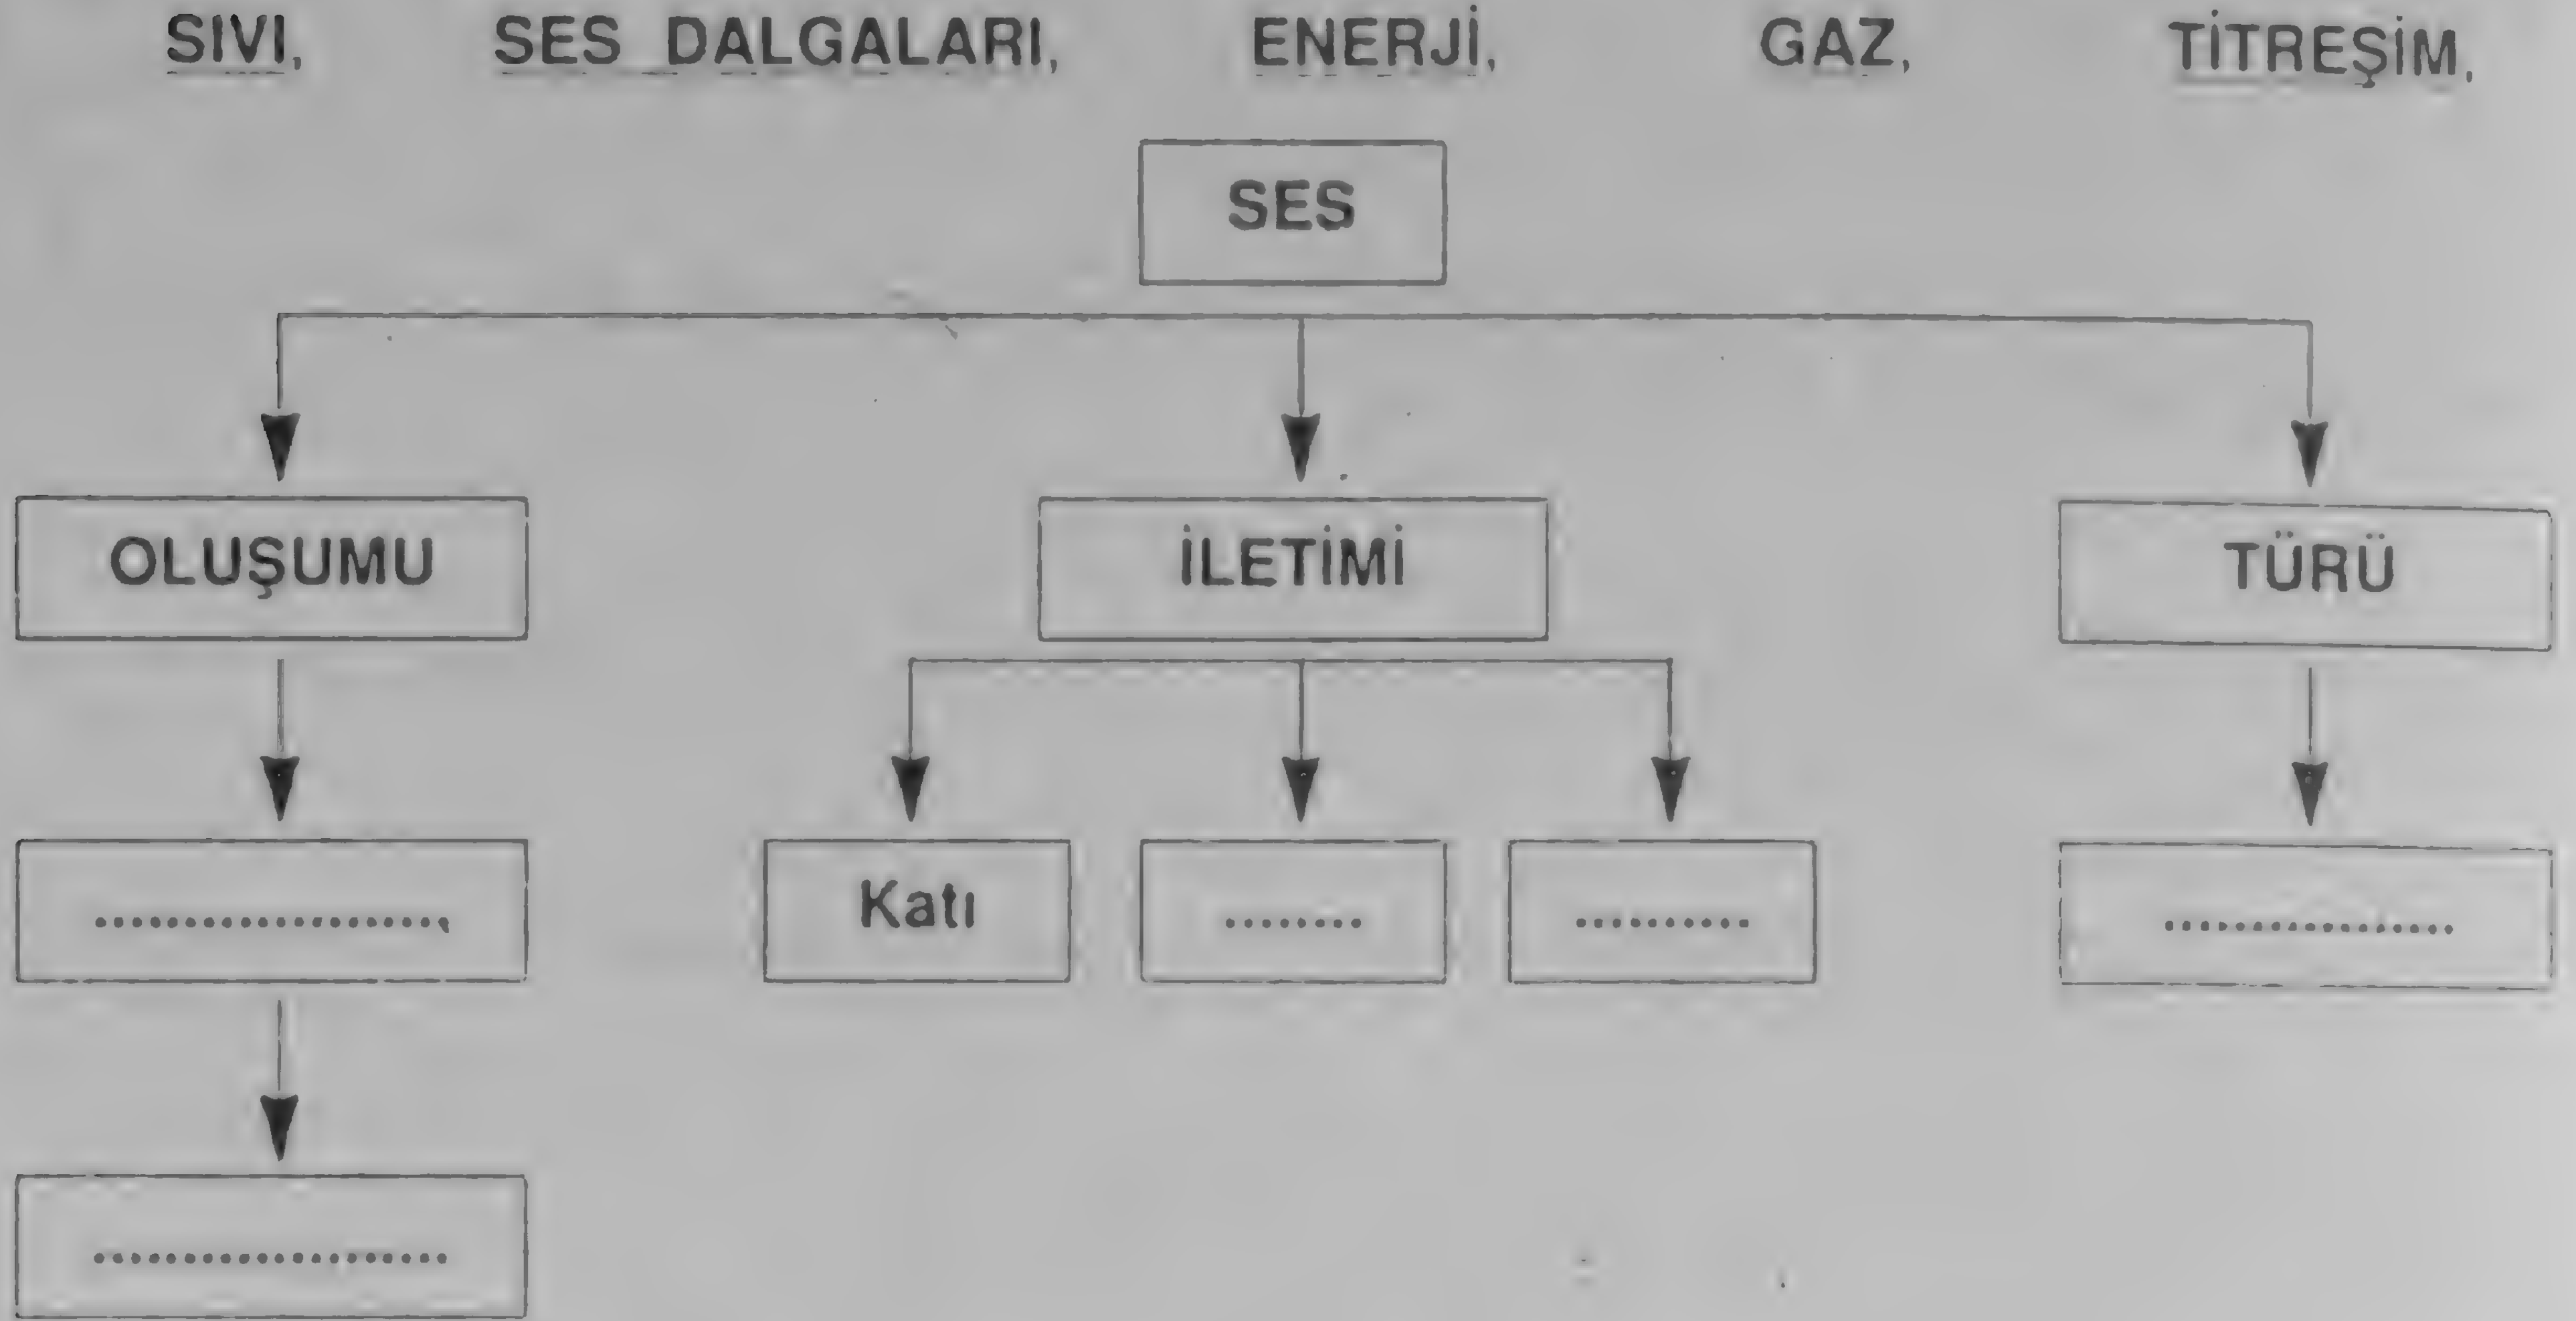 SIVI, SES DALGALARI, ENERJİ, GAZ, TİTREŞİM,
SES
OLUŞUMU İLETİMİ TÜRÜ
.................... Katı ........ .......... .................
....................